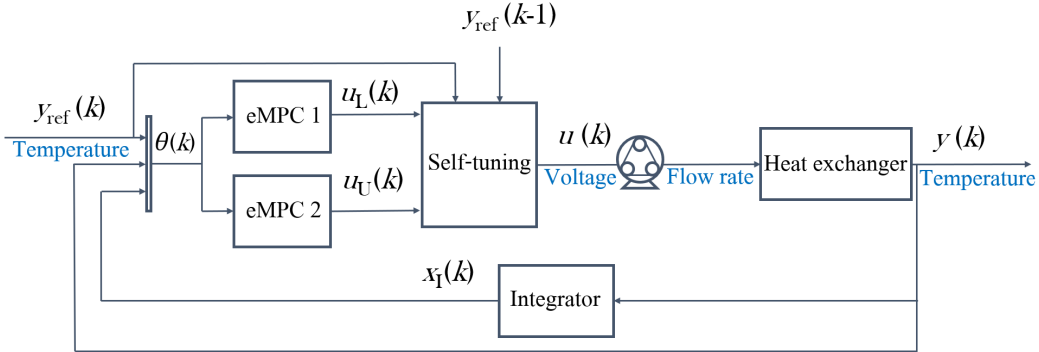 y_ref(k-1)
y_ref(k)
Temperature
θ(k)
eMPC 1
u_L(k)
eMPC 2
u_U(k)
Self-tuning
u(k)
Voltage
Flow rate
Heat exchanger
y(k)
Temperature
x_I(k)
Integrator